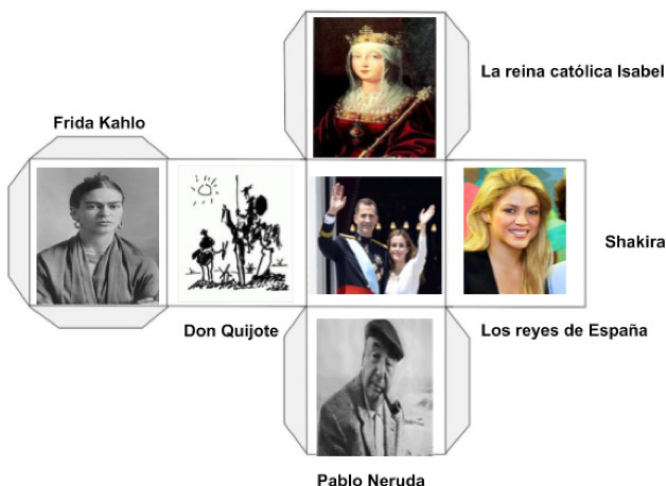 La reina católica Isabel
Frida Kahlo
Shakira
Don Quijote
Los reyes de España
Pablo Neruda